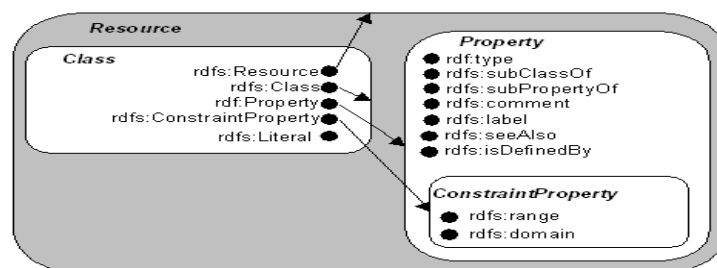 Resource
Class
rdfs:Resource
rdfs:Class
rdf:Property
rdfs:ConstraintProperty
rdfs:Literal
Property
rdf:type
rdfs:subClassOf
rdfs:subPropertyOf
rdfs:comment
rdfs:label
rdfs:seeAlso
rdfs:isDefinedBy
ConstraintProperty
rdfs:range
rdfs:domain